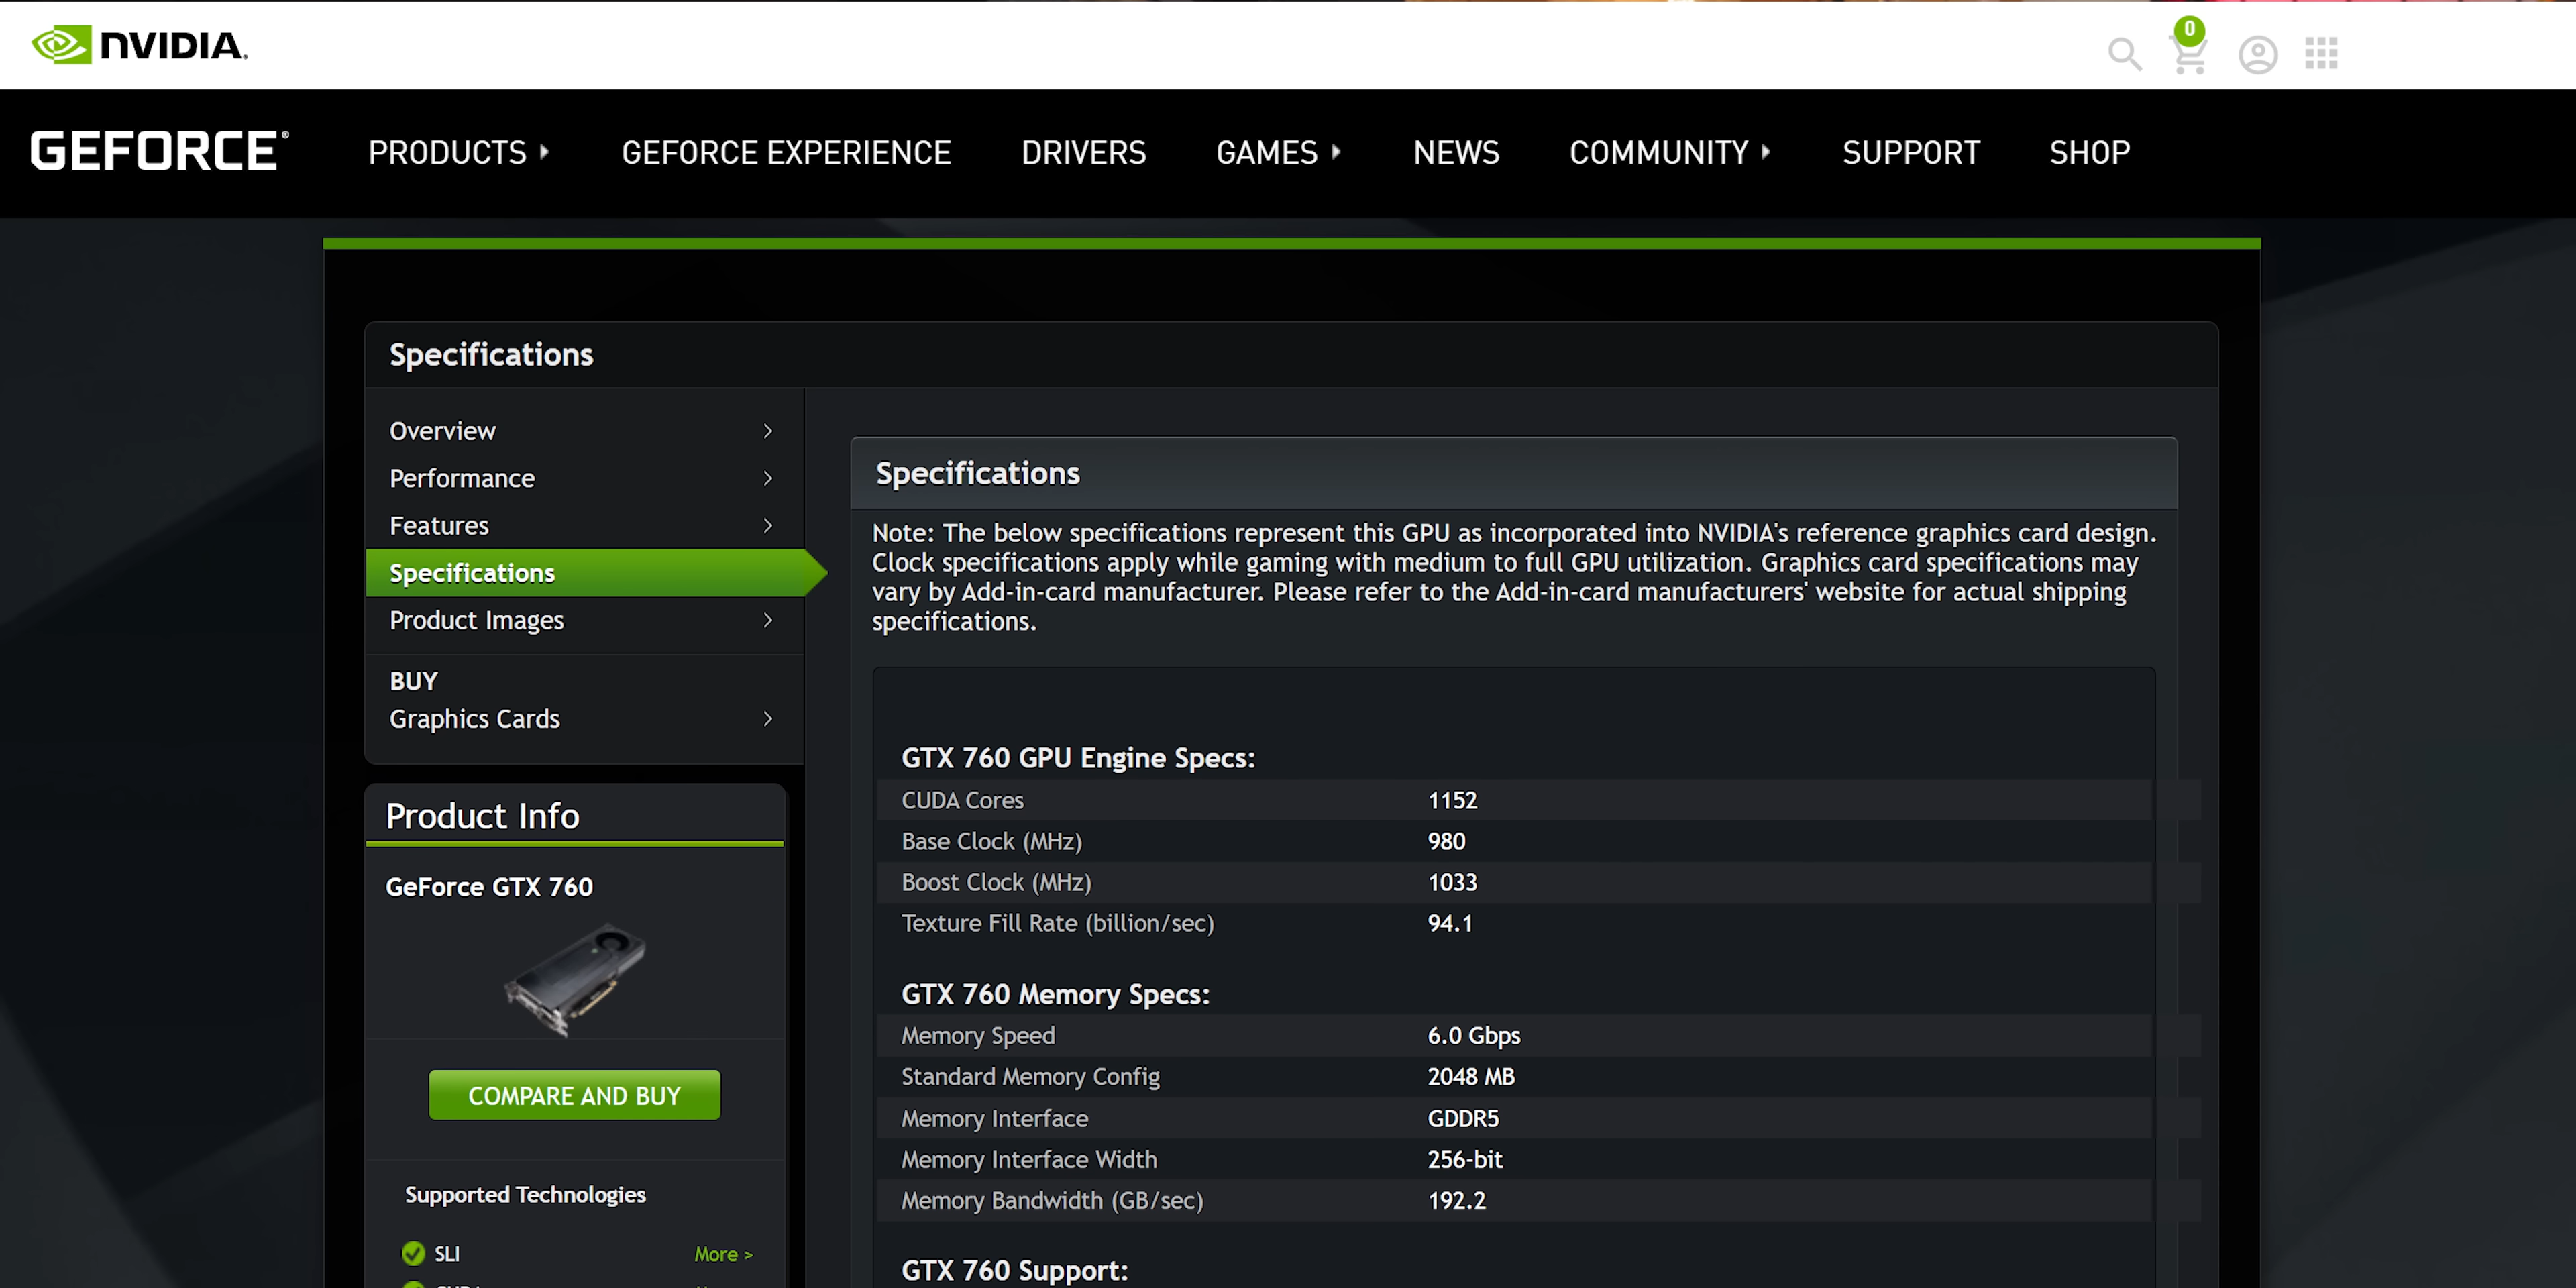 NVIDIA.
0
GEFORCE®
PRODUCTS
GEFORCE EXPERIENCE
DRIVERS
GAMES
NEWS
COMMUNITY
SUPPORT
SHOP
Specifications
Overview
Performance
Features
Specifications
Product Images
BUY
Graphics Cards
Product Info
GeForce GTX 760
COMPARE AND BUY
Supported Technologies
SLI More >
Specifications
Note: The below specifications represent this GPU as incorporated into NVIDIA's reference graphics card design.
Clock specifications apply while gaming with medium to full GPU utilization. Graphics card specifications may
vary by Add-in-card manufacturer. Please refer to the Add-in-card manufacturers' website for actual shipping
specifications.
GTX 760 GPU Engine Specs:
CUDA Cores 1152
Base Clock (MHz) 980
Boost Clock (MHz) 1033
Texture Fill Rate (billion/sec) 94.1
GTX 760 Memory Specs:
Memory Speed 6.0 Gbps
Standard Memory Config 2048 MB
Memory Interface GDDR5
Memory Interface Width 256-bit
Memory Bandwidth (GB/sec) 192.2
GTX 760 Support: